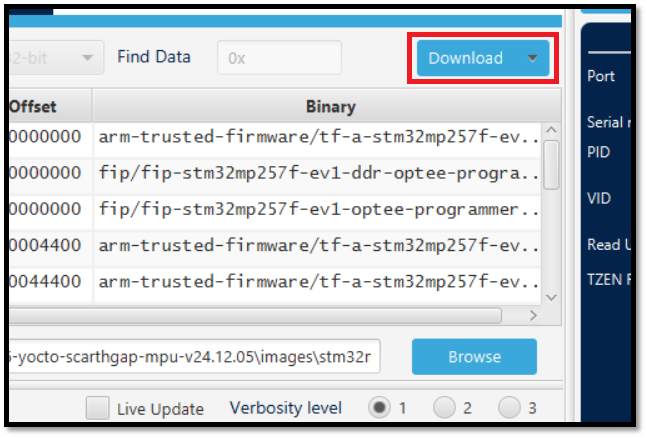 32-bit Find Data 0x Download
Port
Offset Binary
Serial
0000000 arm-trusted-firmware/tf-a-stm32mp257f-ev..
PID
0000000 fip/fip-stm32mp257f-ev1-ddr-optee-progra..
VID
0000000 fip/fip-stm32mp257f-ev1-optee-programmer..
Read
0004400 arm-trusted-firmware/tf-a-stm32mp257f-ev..
TZEN
0044400 arm-trusted-firmware/tf-a-stm32mp257f-ev..
-yocto-scarthgap-mpu-v24.12.05\images\stm32 Browse
Live Update Verbosity level 1 2 3